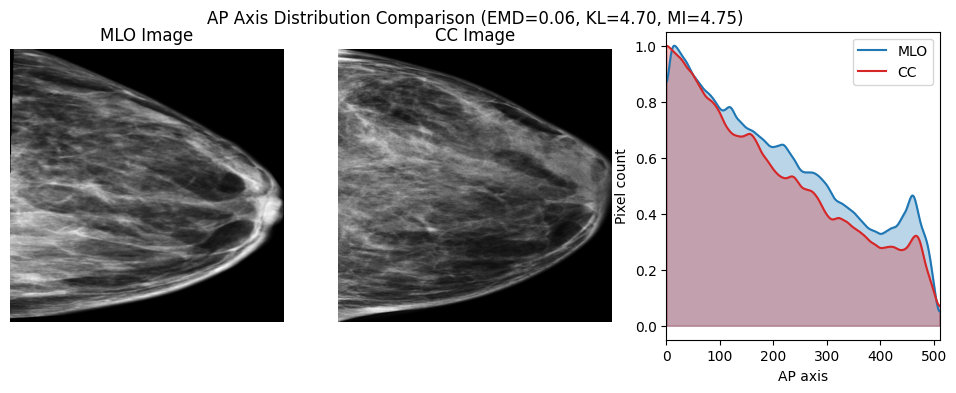 AP Axis Distribution Comparison (EMD=0.06, KL=4.70, MI=4.75)
MLO Image
CC Image
MLO
CC
Pixel count
1.0
0.8
0.6
0.4
0.2
0.0
0 100 200 300 400 500
AP axis